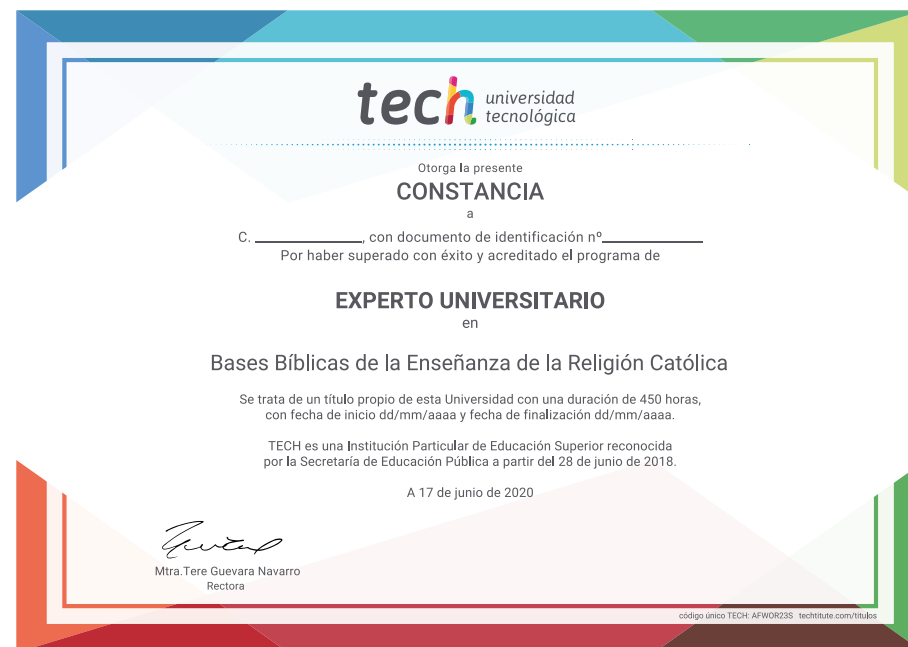 tech universidad
tecnológica
Otorga la presente
CONSTANCIA
a
C. ______________, con documento de identificación nº______________
Por haber superado con éxito y acreditado el programa de
EXPERTO UNIVERSITARIO
en
Bases Bíblicas de la Enseñanza de la Religión Católica
Se trata de un título propio de esta Universidad con una duración de 450 horas,
con fecha de inicio dd/mm/aaaa y fecha de finalización dd/mm/aaaa.
TECH es una Institución Particular de Educación Superior reconocida
por la Secretaría de Educación Pública a partir del 28 de junio de 2018.
A 17 de junio de 2020
Mtra.Tere Guevara Navarro
Rectora
código único TECH: AFWOR23S techtitute.com/titulos